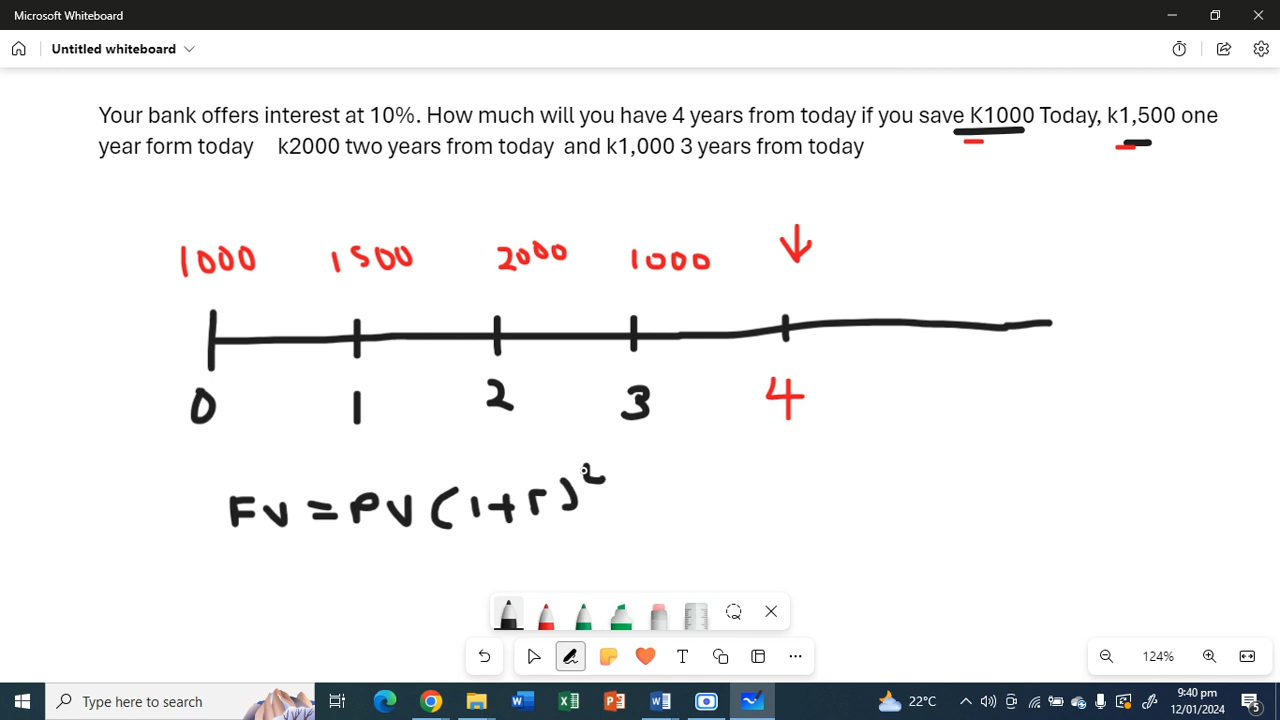 Microsoft Whiteboard
Untitled whiteboard
Your bank offers interest at 10%. How much will you have 4 years from today if you save K1000 Today, k1,500 one
year form today k2000 two years from today and k1,000 3 years from today
1000 1500 2000 1000
0 1 2 3 4
FV = PV (1+r)²
124%
Type here to search
22°C
9:40 pm
12/01/2024
5